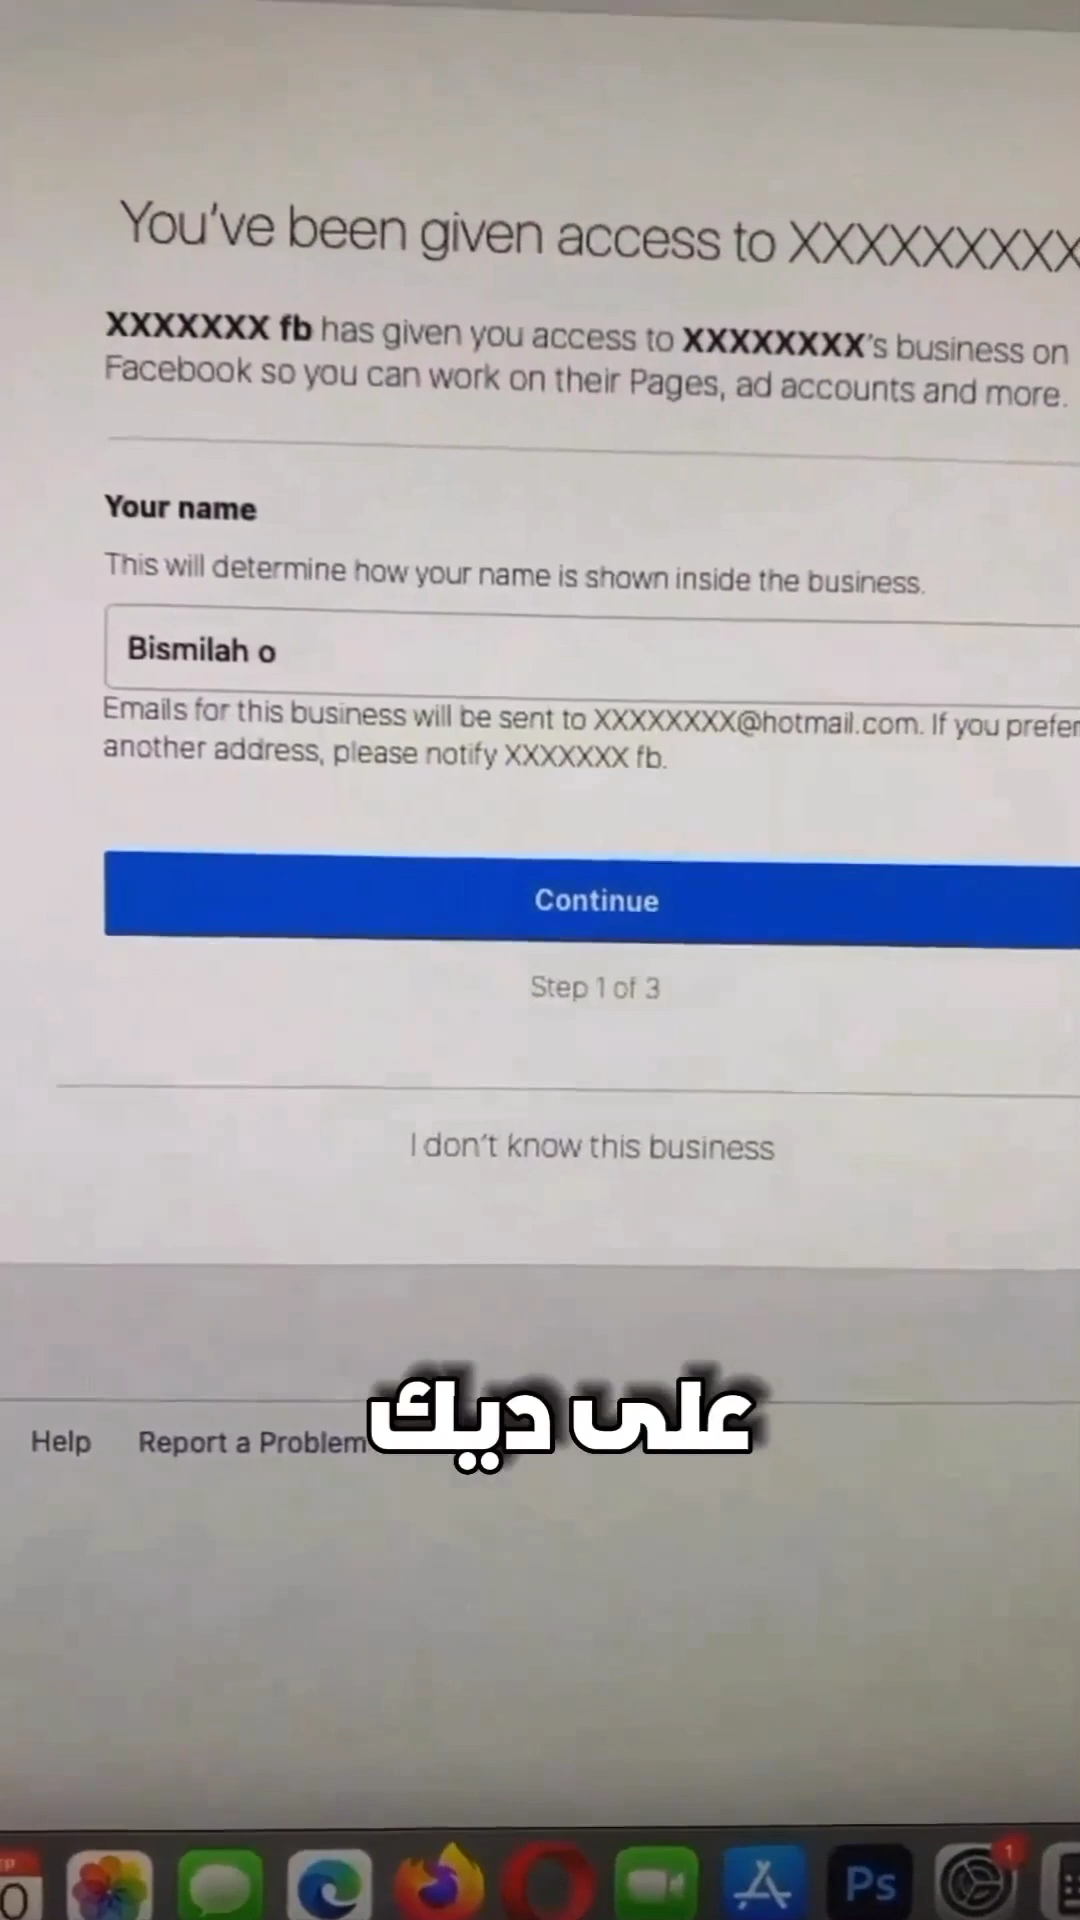 You've been given access to XXXXXXXXX
XXXXXXX fb has given you access to XXXXXXXX's business on
Facebook so you can work on their Pages, ad accounts and more.
Your name
This will determine how your name is shown inside the business.
Bismilah o
Emails for this business will be sent to XXXXXXXX@hotmail.com. If you prefer
another address, please notify XXXXXXX fb.
Continue
Step 1 of 3
I don't know this business
على ديك
Help Report a Problem
Ps
1